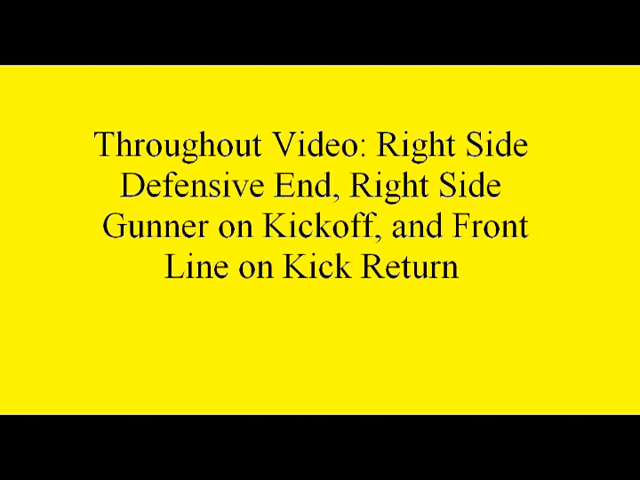 Throughout Video: Right Side
Defensive End, Right Side
Gunner on Kickoff, and Front
Line on Kick Return